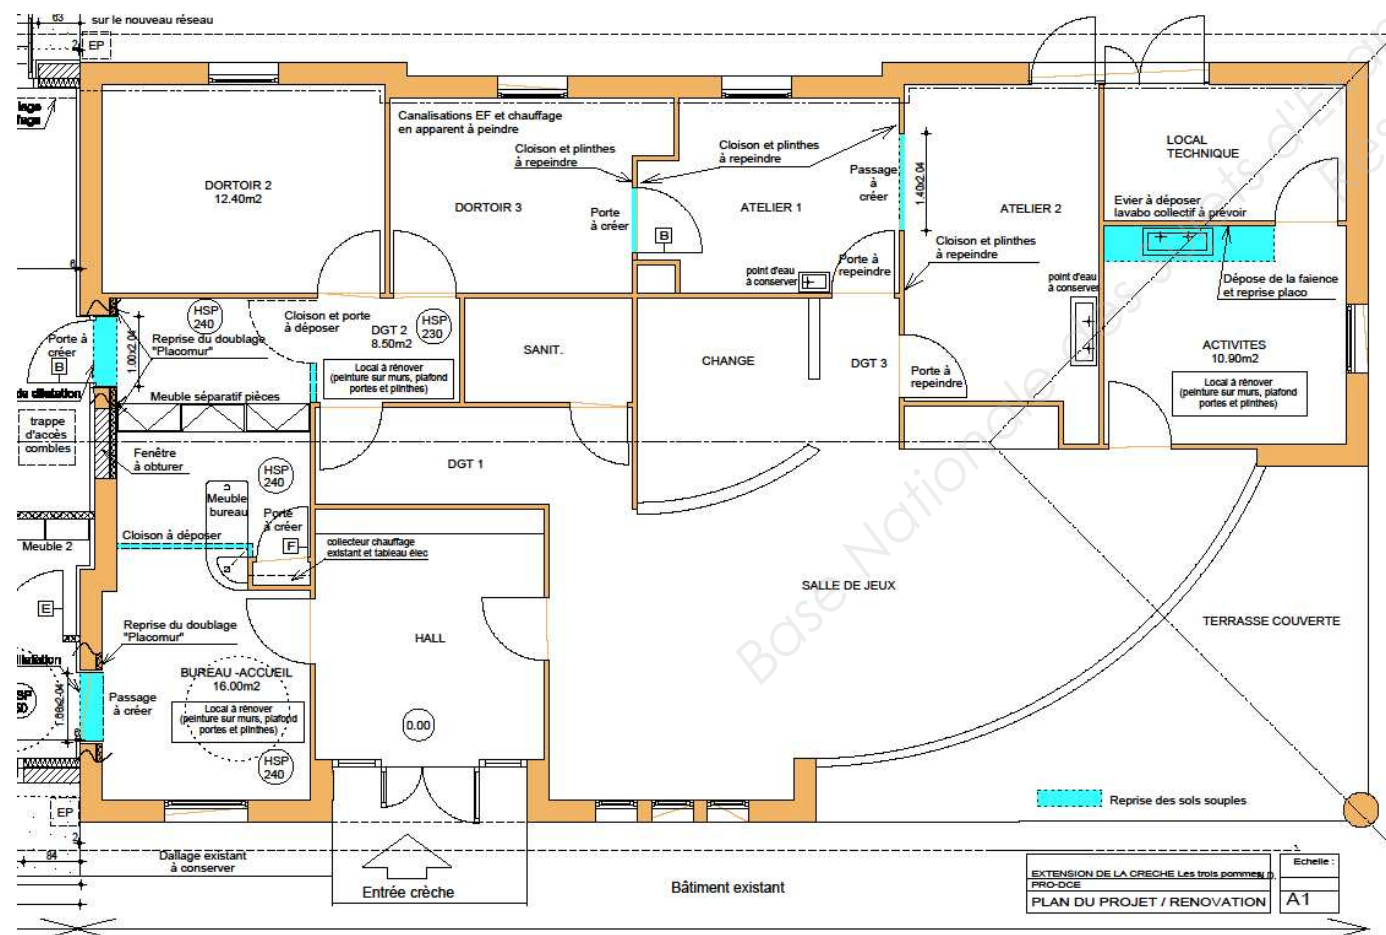 63
sur le nouveau réseau
2
EP
Canalisations EF et chauffage
en apparent à peindre
Cloison et plinthes
à repeindre
Cloison et plinthes
à repeindre
Passage
à
créer
1.40x2.04
LOCAL
TECHNIQUE
DORTOIR 2
12.40m2
DORTOIR 3
Porte
à créer
B
ATELIER 1
ATELIER 2
Evier à déposer
lavabo collectif à prévoir
Cloison et plinthes
à repeindre
Porte à
repeindre
point d'eau
à conserver
point d'eau
à conserver
Dépose de la faience
et reprise placo
6
HSP
240
Cloison et porte
à déposer
DGT 2
8.50m2
HSP
230
Porte à
créer
B
1.00x2.04
Reprise du doublage
"Placomur"
SANIT.
CHANGE
DGT 3
Porte à
repeindre
ACTIVITES
10.90m2
Local à rénover
(peinture sur murs, plafond
portes et plinthes)
Local à rénover
(peinture sur murs, plafond
portes et plinthes)
Meuble séparatif pièces
trappe
d'accès
combles
Fenêtre
à obturer
HSP
240
DGT 1
Meuble
bureau
Porte
à créer
F
Cloison à déposer
Meuble 2
collecteur chauffage
existant et tableau élec
E
SALLE DE JEUX
TERRASSE COUVERTE
Reprise du doublage
"Placomur"
HALL
BUREAU -ACCUEIL
16.00m2
Local à rénover
(peinture sur murs, plafond
portes et plinthes)
Passage
à créer
0.00
HSP
240
EP
Reprise des sols souples
2
84
Dallage existant
à conserver
Entrée crèche
Bâtiment existant
EXTENSION DE LA CRECHE Les trois pommes
PRO-DCE
PLAN DU PROJET / RENOVATION
Echelle :
A1
Base Nationale des Sujets d'Exam